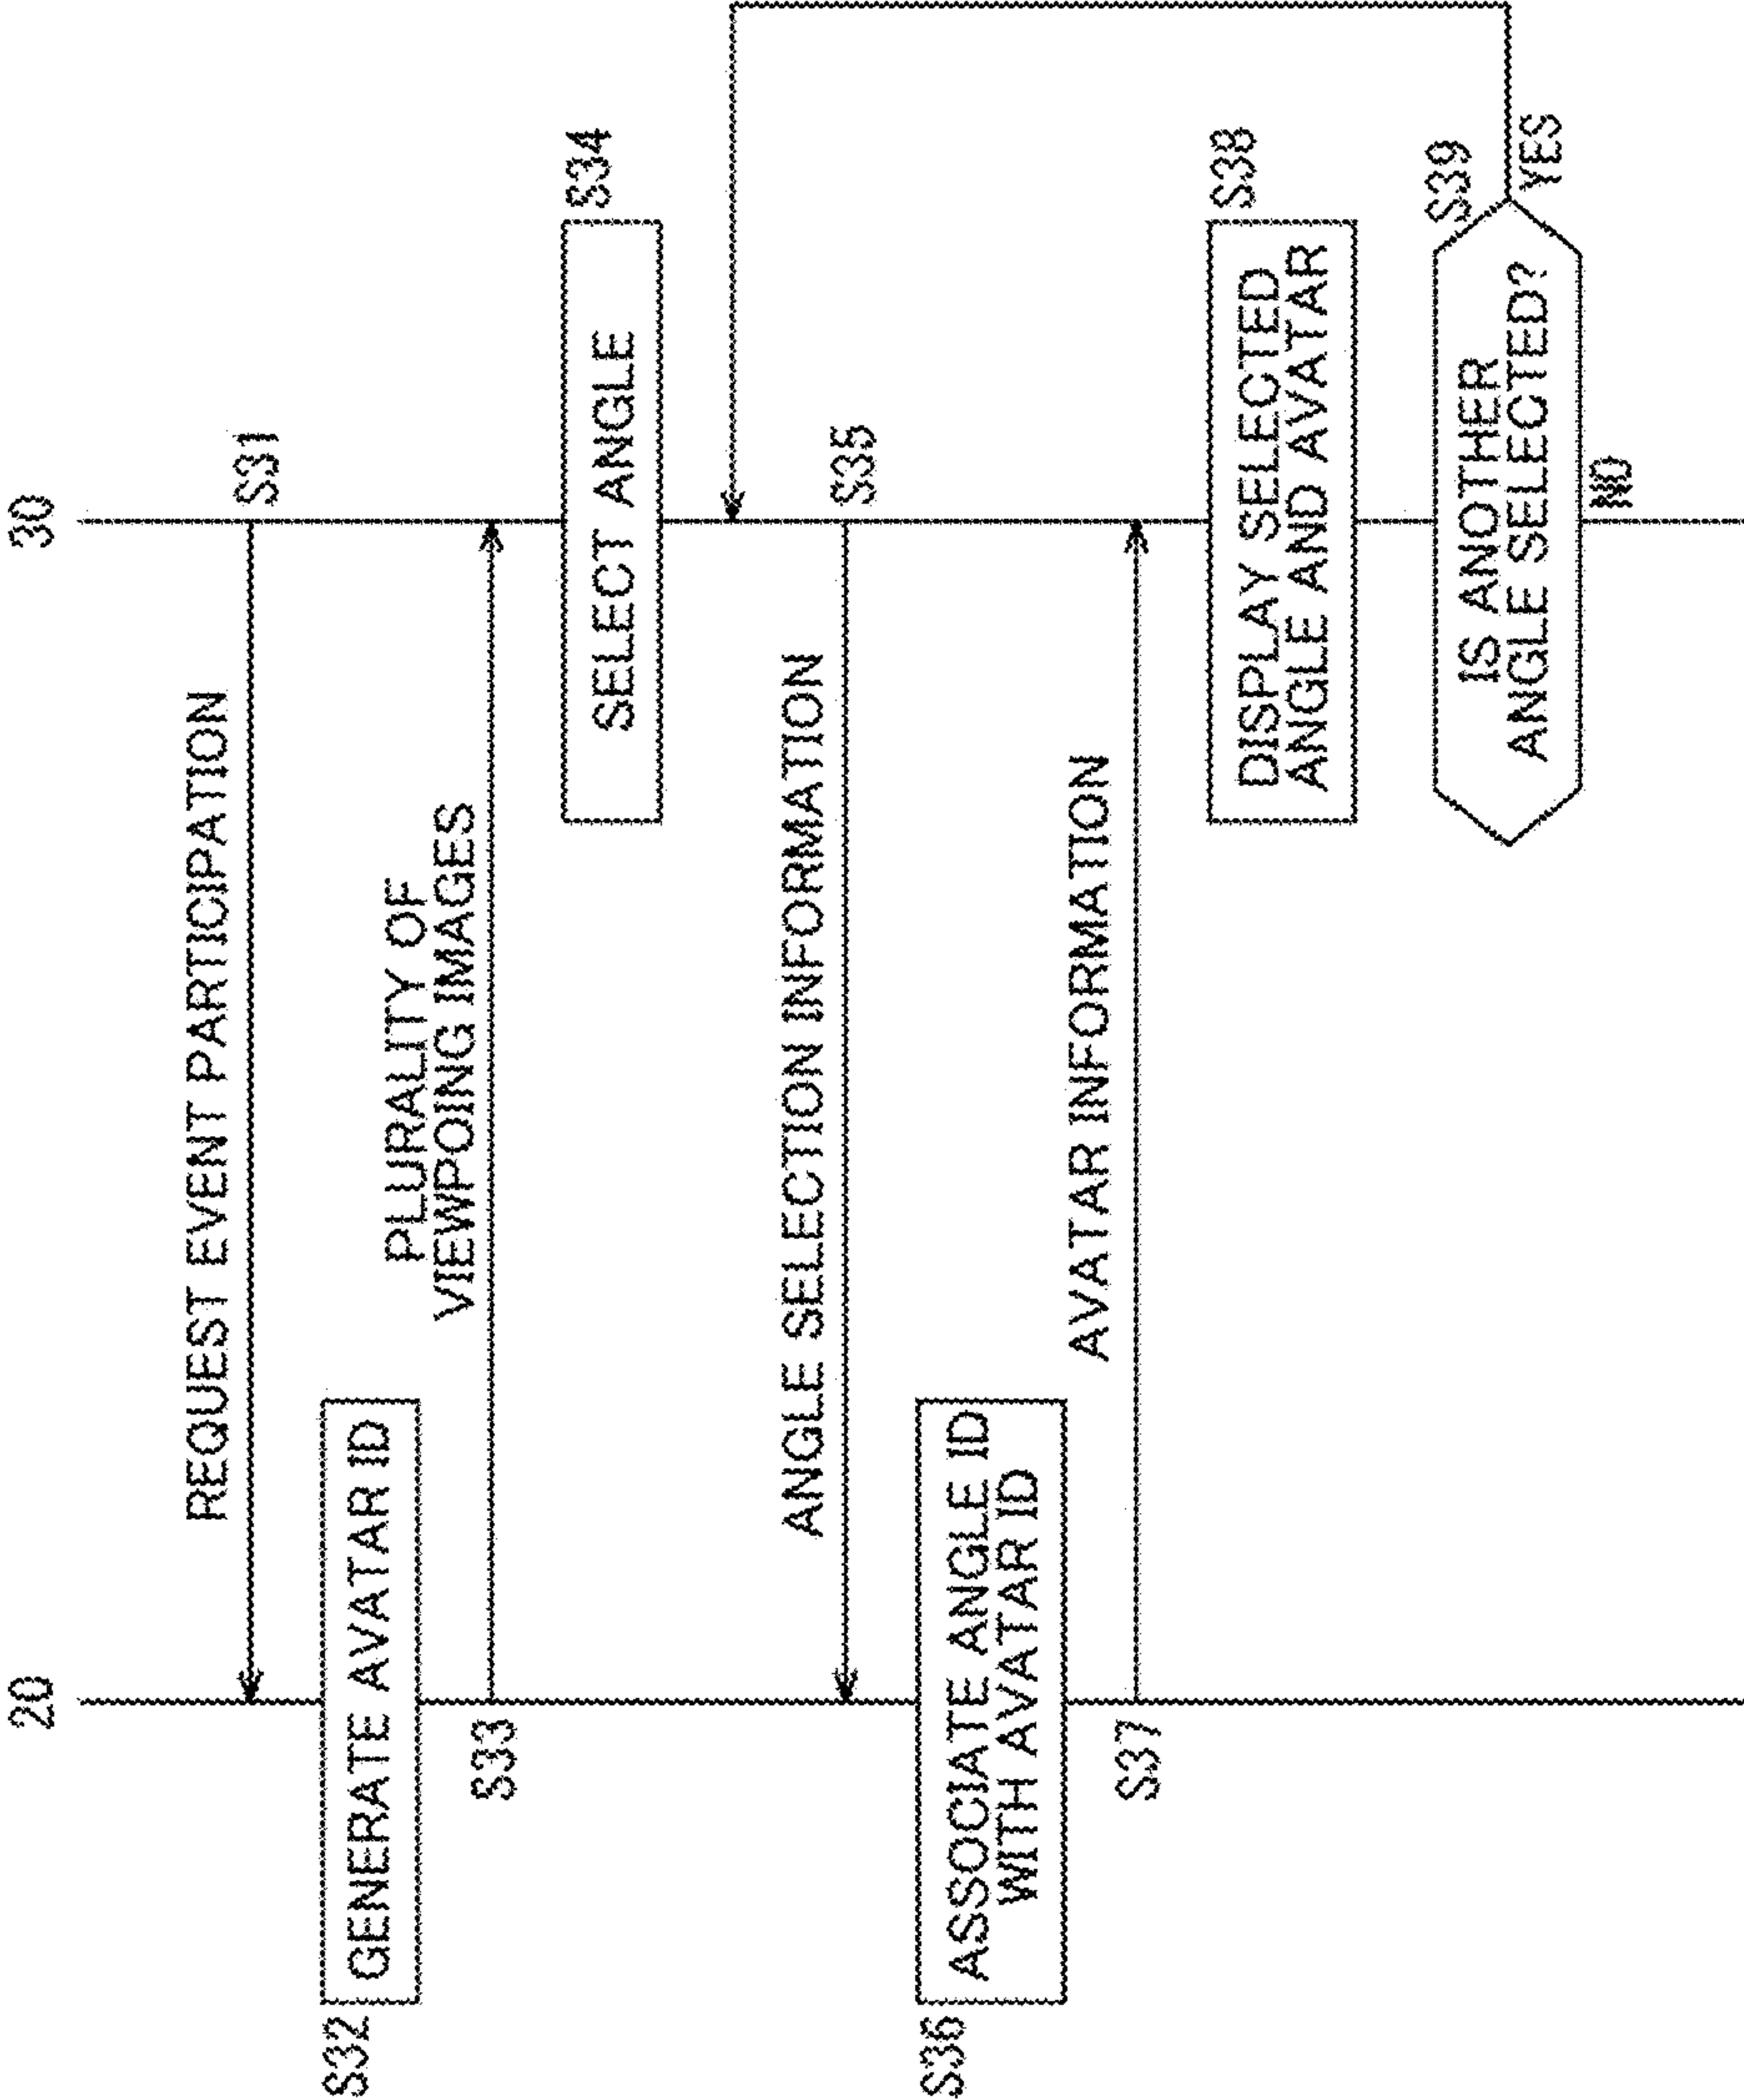 20
30
REQUEST EVENT PARTICIPATION
S31
S32
GENERATE AVATAR ID
PLURALITY OF
VIEWPOING IMAGES
S33
SELECT ANGLE
S34
ANGLE SELECTION INFORMATION
S35
S36
ASSOCIATE ANGLE ID
WITH AVATAR ID
AVATAR INFORMATION
S37
DISPLAY SELECTED
ANGLE AND AVATAR
S38
IS ANOTHER
ANGLE SELECTED?
S39
YES
NO